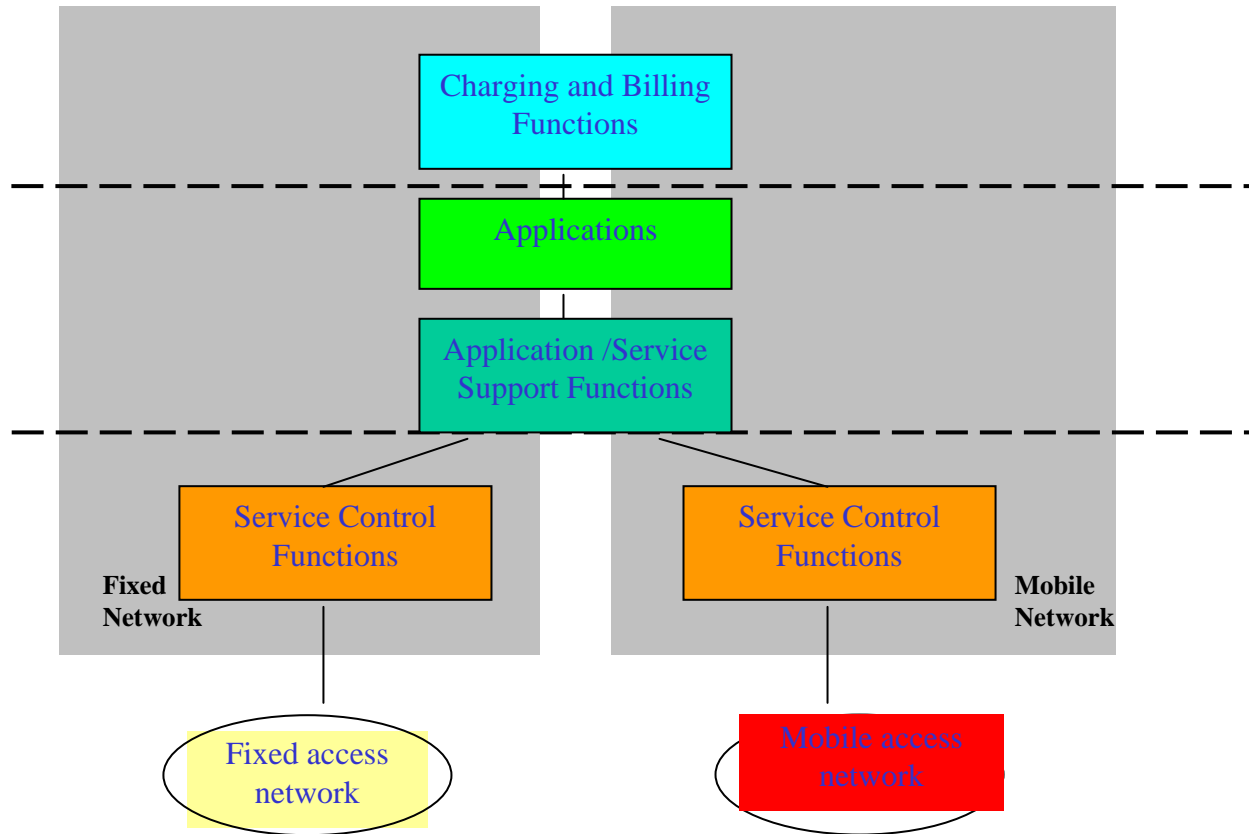 Charging and Billing
Functions
Applications
Application /Service
Support Functions
Service Control
Functions
Service Control
Functions
Fixed
Network
Mobile
Network
Fixed access
network
Mobile access
network